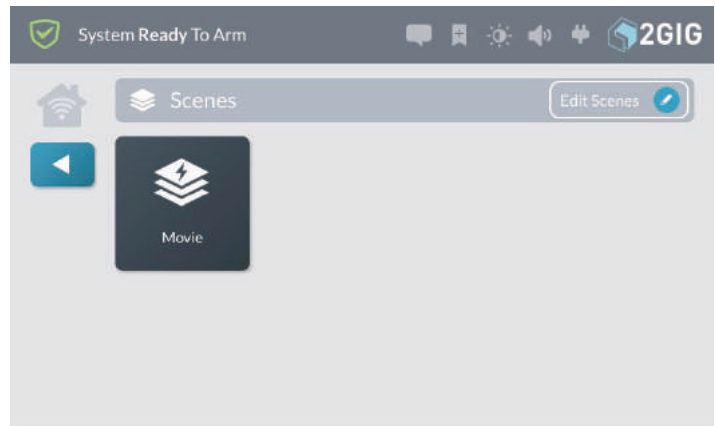 System Ready To Arm
2GIG
Scenes
Edit Scenes
Movie